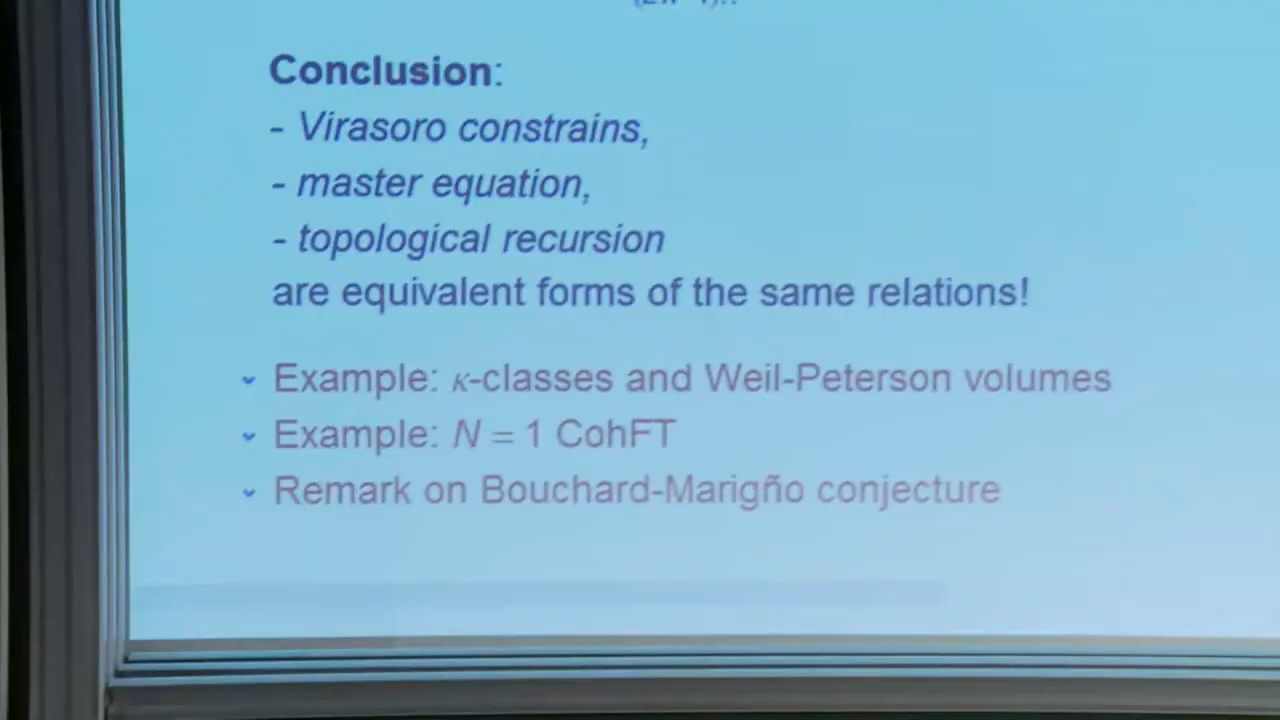 Conclusion:
- Virasoro constrains,
- master equation,
- topological recursion
are equivalent forms of the same relations!
Example: κ-classes and Weil-Peterson volumes
Example: N = 1 CohFT
Remark on Bouchard-Marigño conjecture